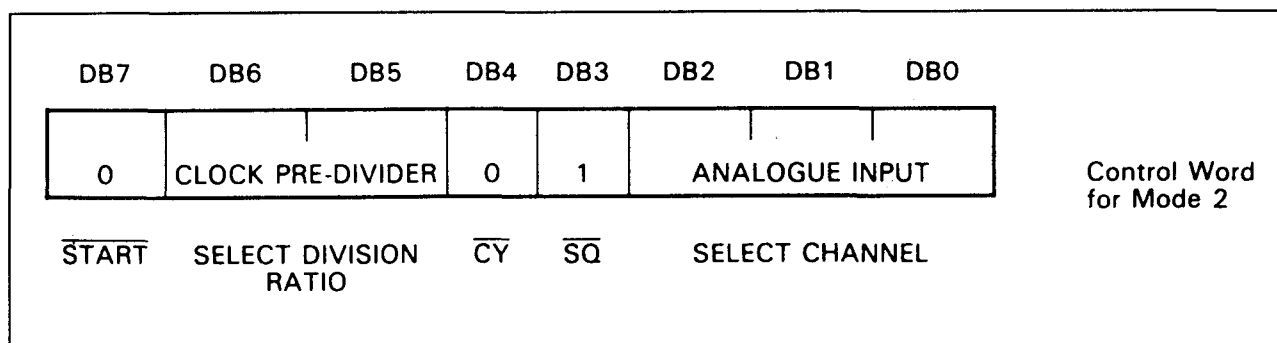 DB7 DB6 DB5 DB4 DB3 DB2 DB1 DB0
0 CLOCK PRE-DIVIDER 0 1 ANALOGUE INPUT
Control Word
for Mode 2
START SELECT DIVISION
RATIO CY SQ SELECT CHANNEL